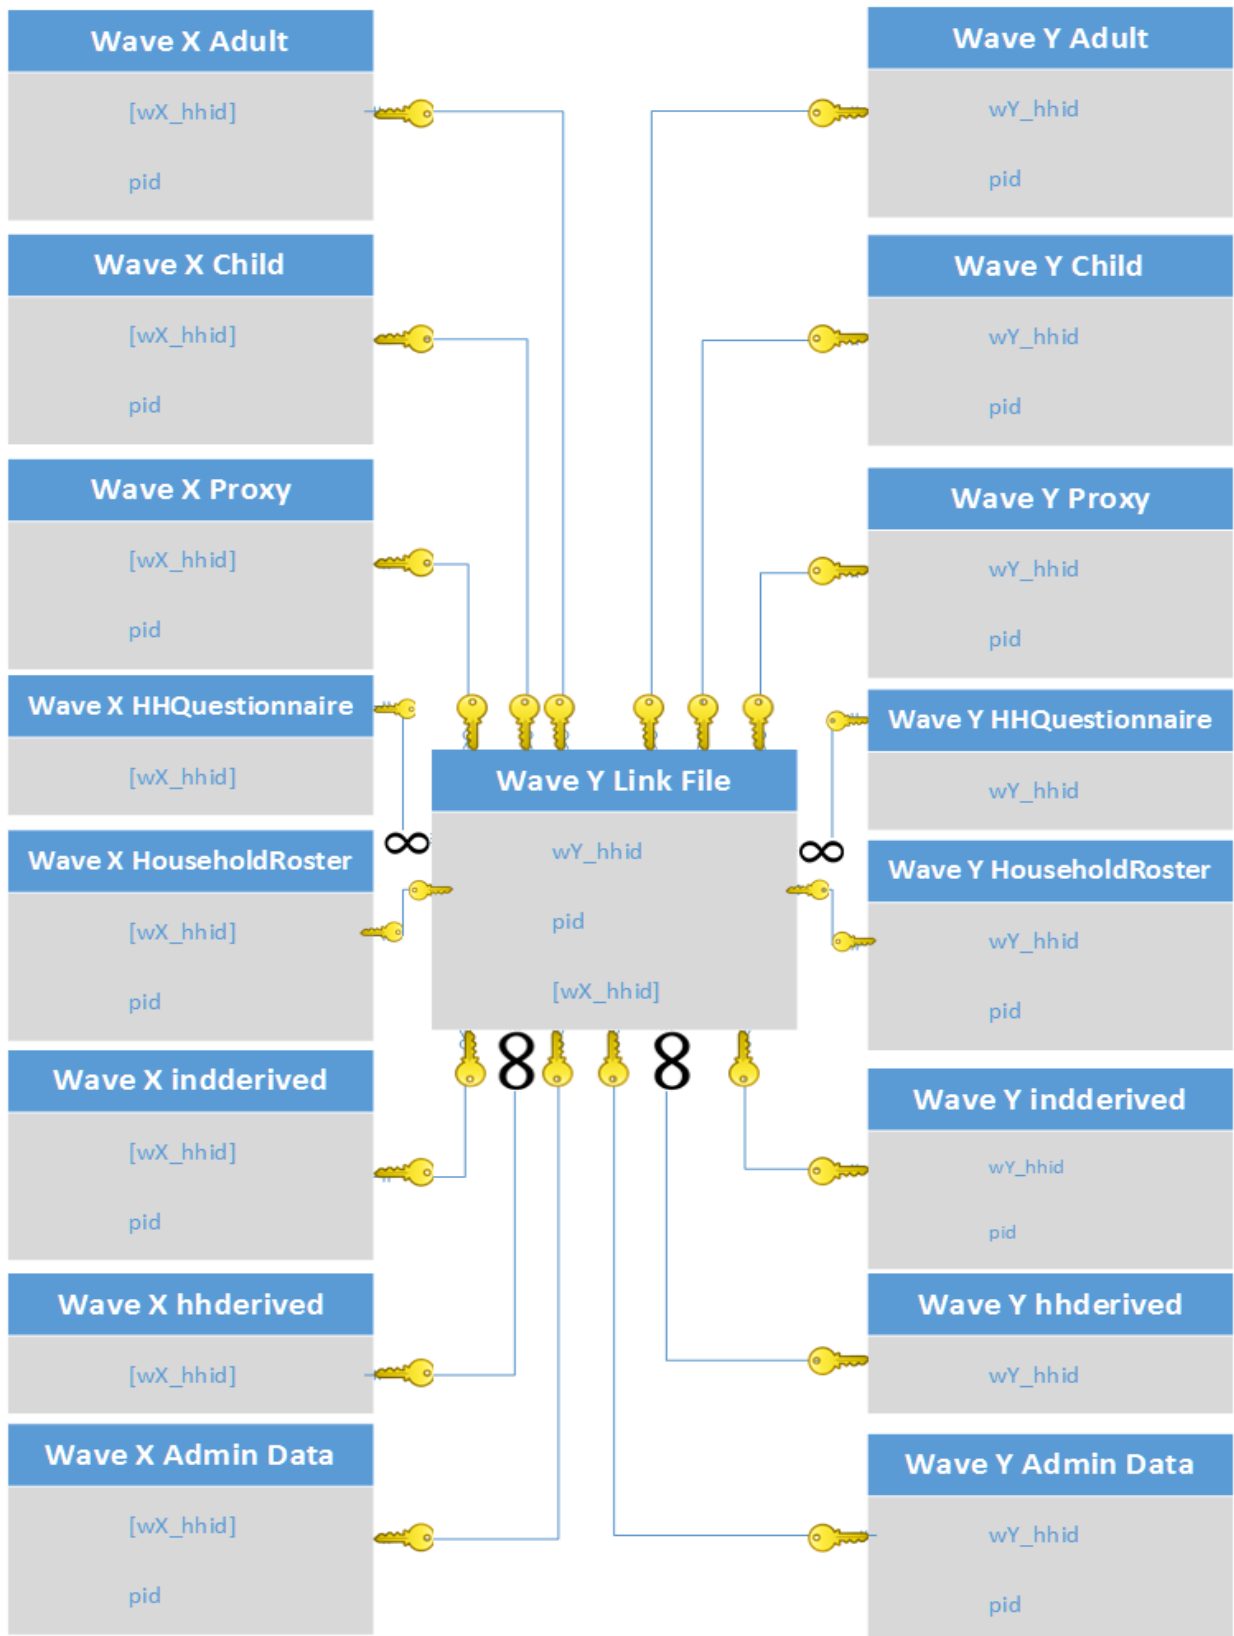 Wave X Adult
[wX_hhid]
pid
Wave X Child
[wX_hhid]
pid
Wave X Proxy
[wX_hhid]
pid
Wave X HHQuestionnaire
[wX_hhid]
Wave X HouseholdRoster
[wX_hhid]
pid
Wave X indderived
[wX_hhid]
pid
Wave X hhderived
[wX_hhid]
Wave X Admin Data
[wX_hhid]
pid
Wave Y Link File
wY_hhid
pid
[wX_hhid]
∞
∞
∞
∞
Wave Y Adult
wY_hhid
pid
Wave Y Child
wY_hhid
pid
Wave Y Proxy
wY_hhid
pid
Wave Y HHQuestionnaire
wY_hhid
Wave Y HouseholdRoster
wY_hhid
pid
Wave Y indderived
wY_hhid
pid
Wave Y hhderived
wY_hhid
Wave Y Admin Data
wY_hhid
pid